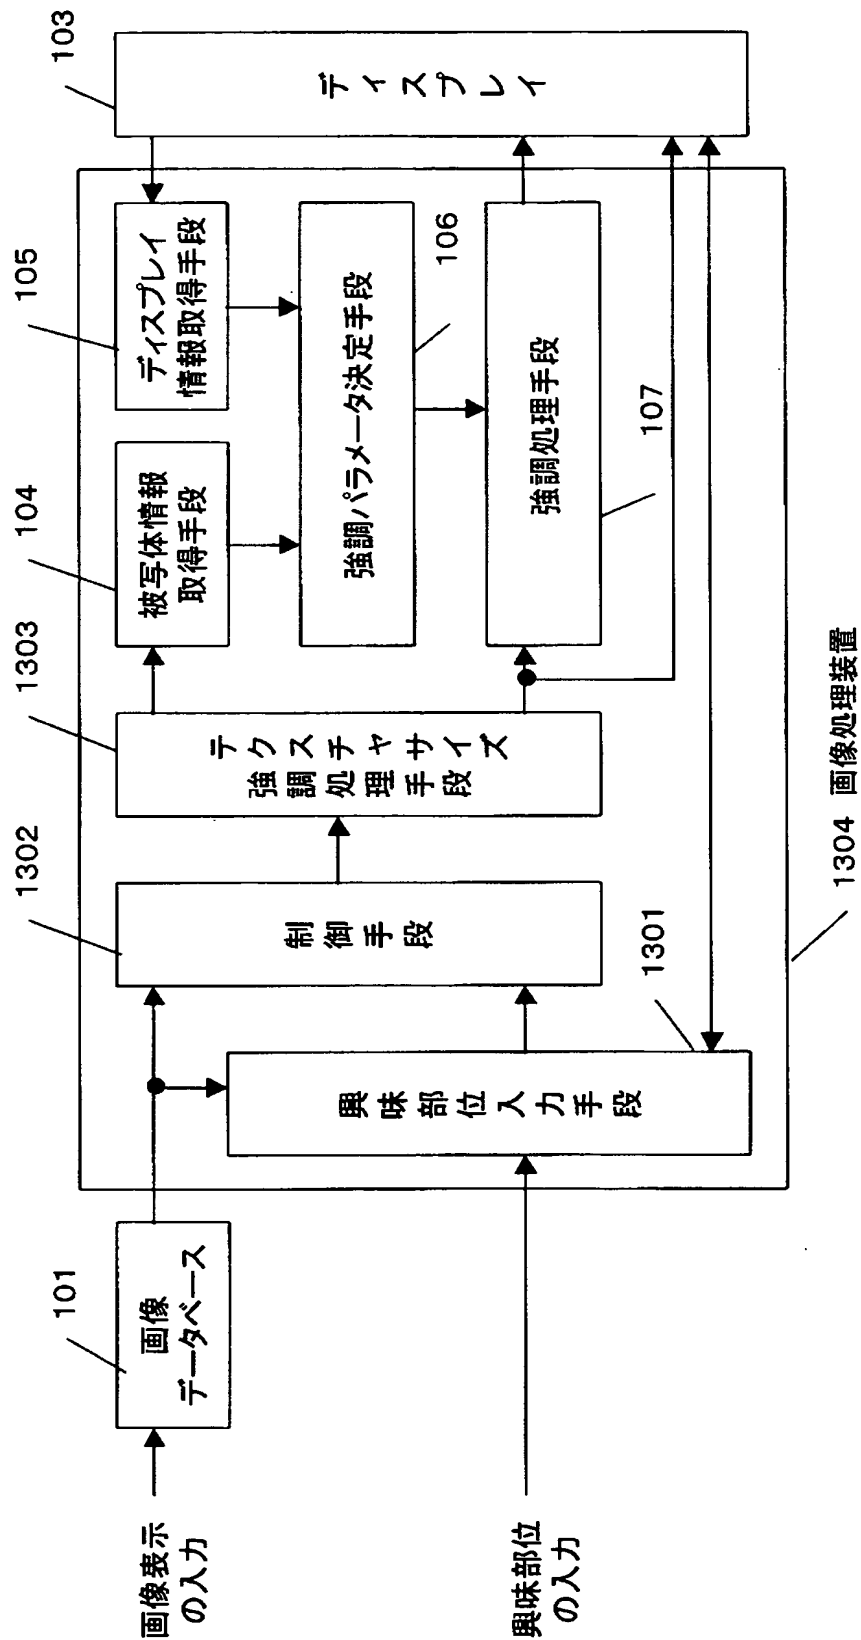 画像表示
の入力
興味部位
の入力
101
画像
データベース
1301
興味部位入力手段
1302
制御手段
1303
テクスチャサイズ
強調処理手段
104
被写体情報
取得手段
105
ディスプレイ
情報取得手段
106
強調パラメータ決定手段
107
強調処理手段
103
ディスプレイ
1304 画像処理装置